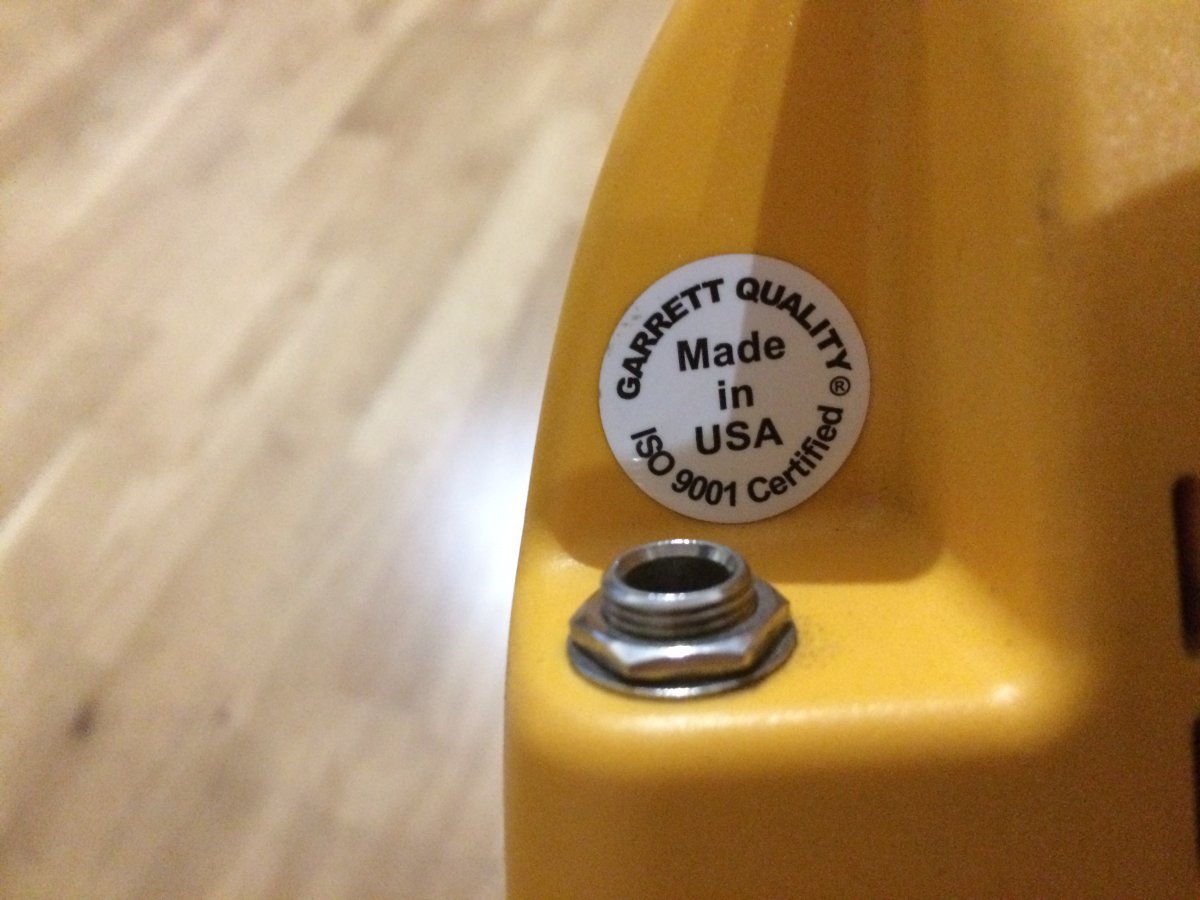 GARRETT QUALITY ®
Made
in
USA
ISO 9001 Certified